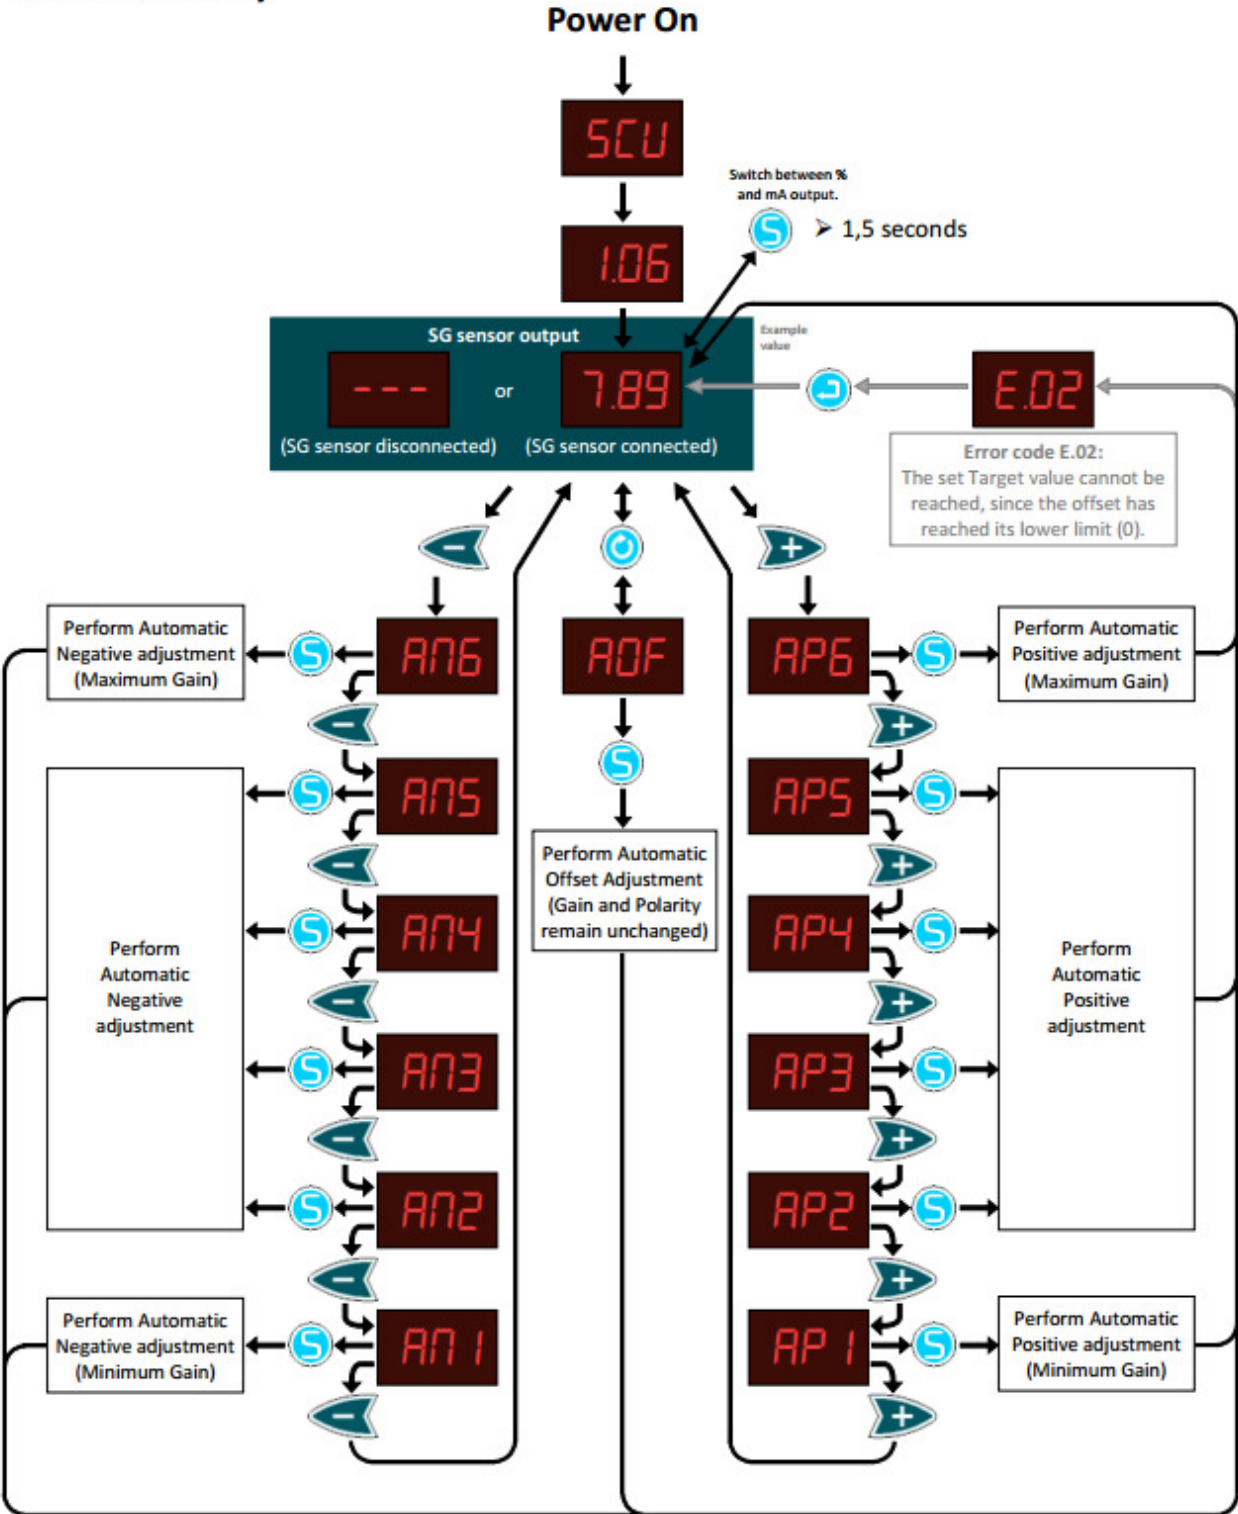 Power On
SCU
Switch between %
and mA output.
S
➢ 1,5 seconds
1.06
SG sensor output
Example
value
- - -
or
7.89
E.02
(SG sensor disconnected)
(SG sensor connected)
Error code E.02:
The set Target value cannot be
reached, since the offset has
reached its lower limit (0).
−
+
Perform Automatic
Negative adjustment
(Maximum Gain)
S
AN6
AOF
AP6
S
Perform Automatic
Positive adjustment
(Maximum Gain)
−
+
S
S
AN5
AP5
S
−
+
Perform Automatic
Offset Adjustment
(Gain and Polarity
remain unchanged)
S
AN4
AP4
S
Perform
Automatic
Negative
adjustment
Perform
Automatic
Positive
adjustment
−
+
S
AN3
AP3
S
−
+
S
AN2
AP2
S
−
+
Perform Automatic
Negative adjustment
(Minimum Gain)
S
AN1
AP1
S
Perform Automatic
Positive adjustment
(Minimum Gain)
−
+